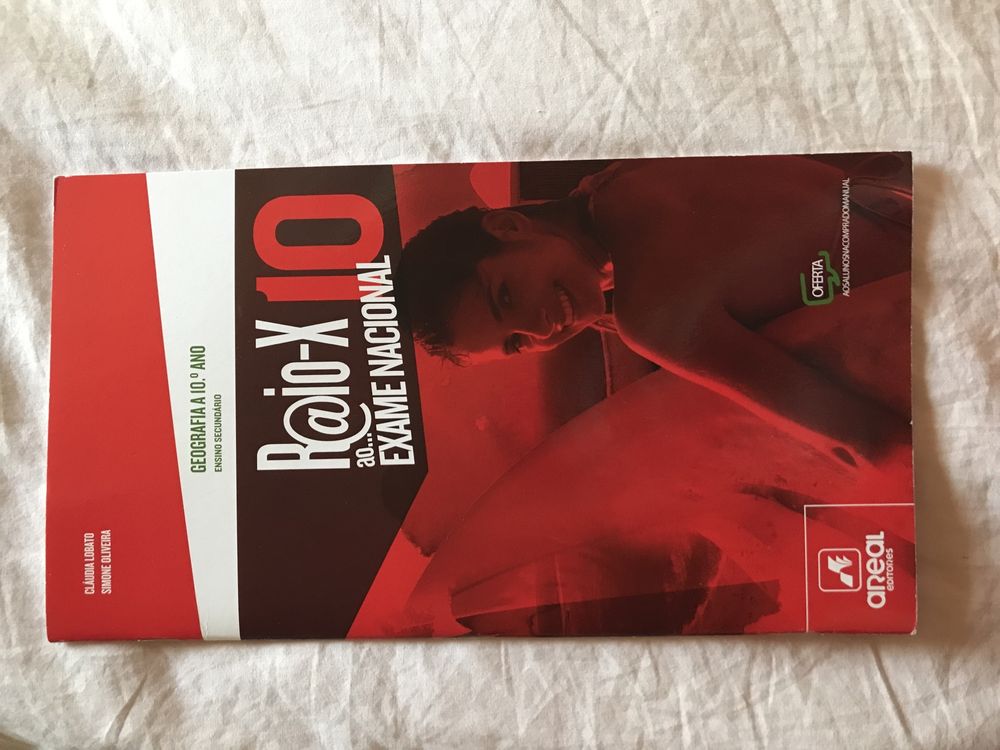 CLÁUDIA LOBATO
SIMONE OLIVEIRA
GEOGRAFIA A 10.º ANO
ENSINO SECUNDÁRIO
R@io-X 10
ao...
EXAME NACIONAL
OFERTA
AOSALUNOSNACOMPRADOMANUAL
areal
editores